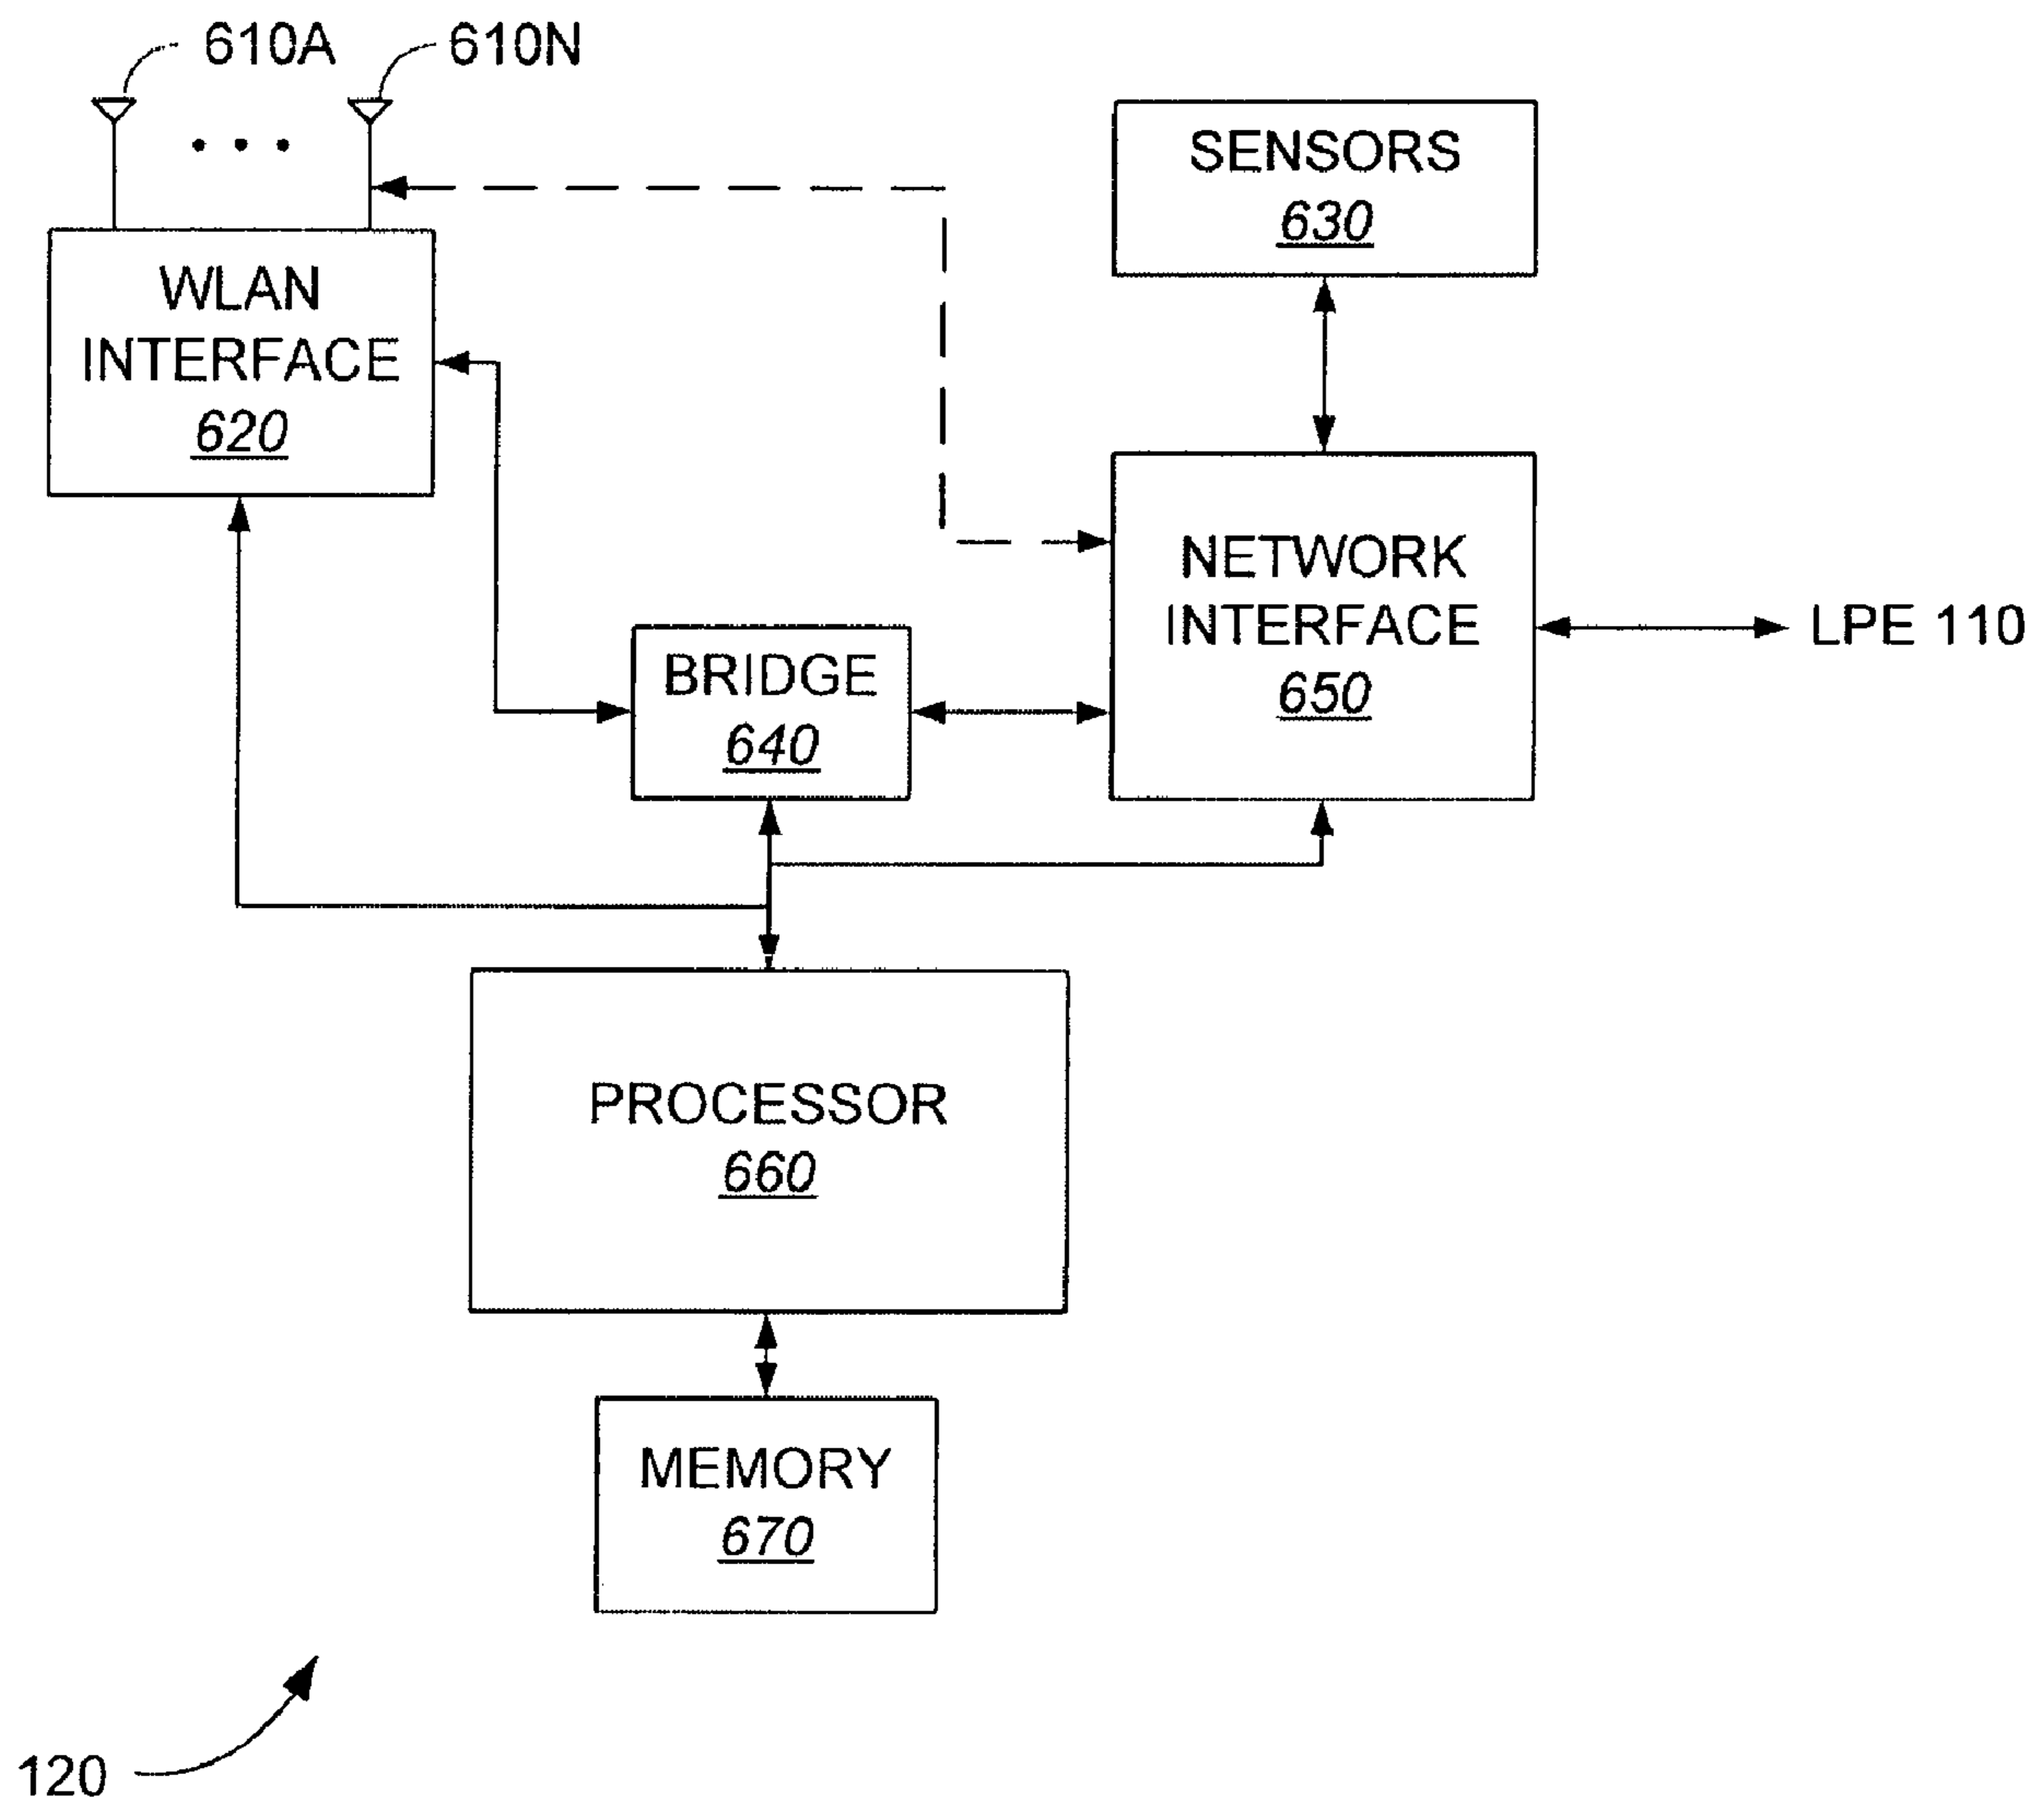 610A
610N
SENSORS
630
WLAN
INTERFACE
620
NETWORK
INTERFACE
650
LPE 110
BRIDGE
640
PROCESSOR
660
MEMORY
670
120